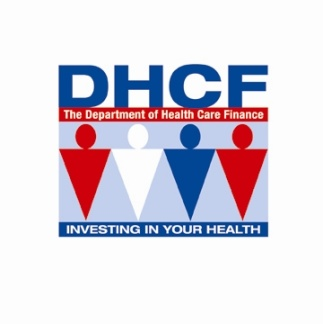 DHCF
The Department of Health Care Finance
INVESTING IN YOUR HEALTH